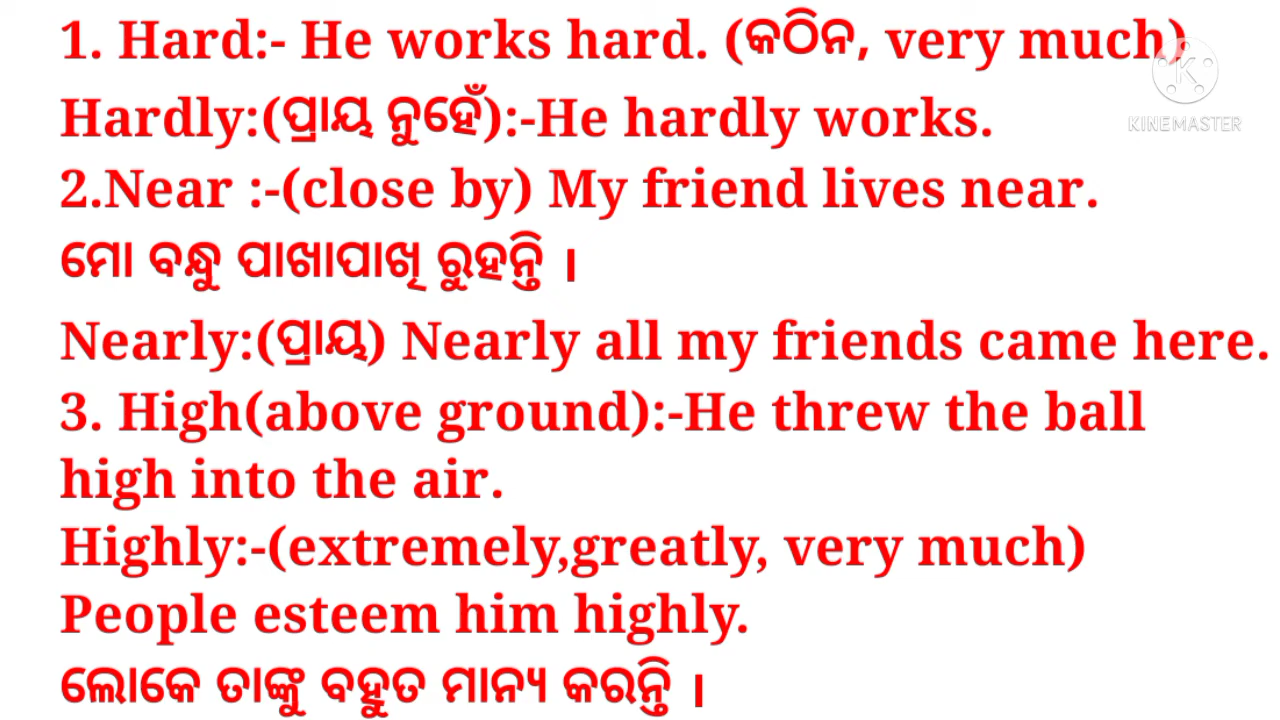 1. Hard:- He works hard. (କଠିନ, very much)
KINEMASTER
Hardly:(ପ୍ରାୟ ନୁହେଁ):-He hardly works.
2.Near :-(close by) My friend lives near.
ମୋ ବନ୍ଧୁ ପାଖାପାଖି ରୁହନ୍ତି ।
Nearly:(ପ୍ରାୟ) Nearly all my friends came here.
3. High(above ground):-He threw the ball
high into the air.
Highly:-(extremely,greatly, very much)
People esteem him highly.
ଲୋକେ ତାଙ୍କୁ ବହୁତ ମାନ୍ୟ କରନ୍ତି ।